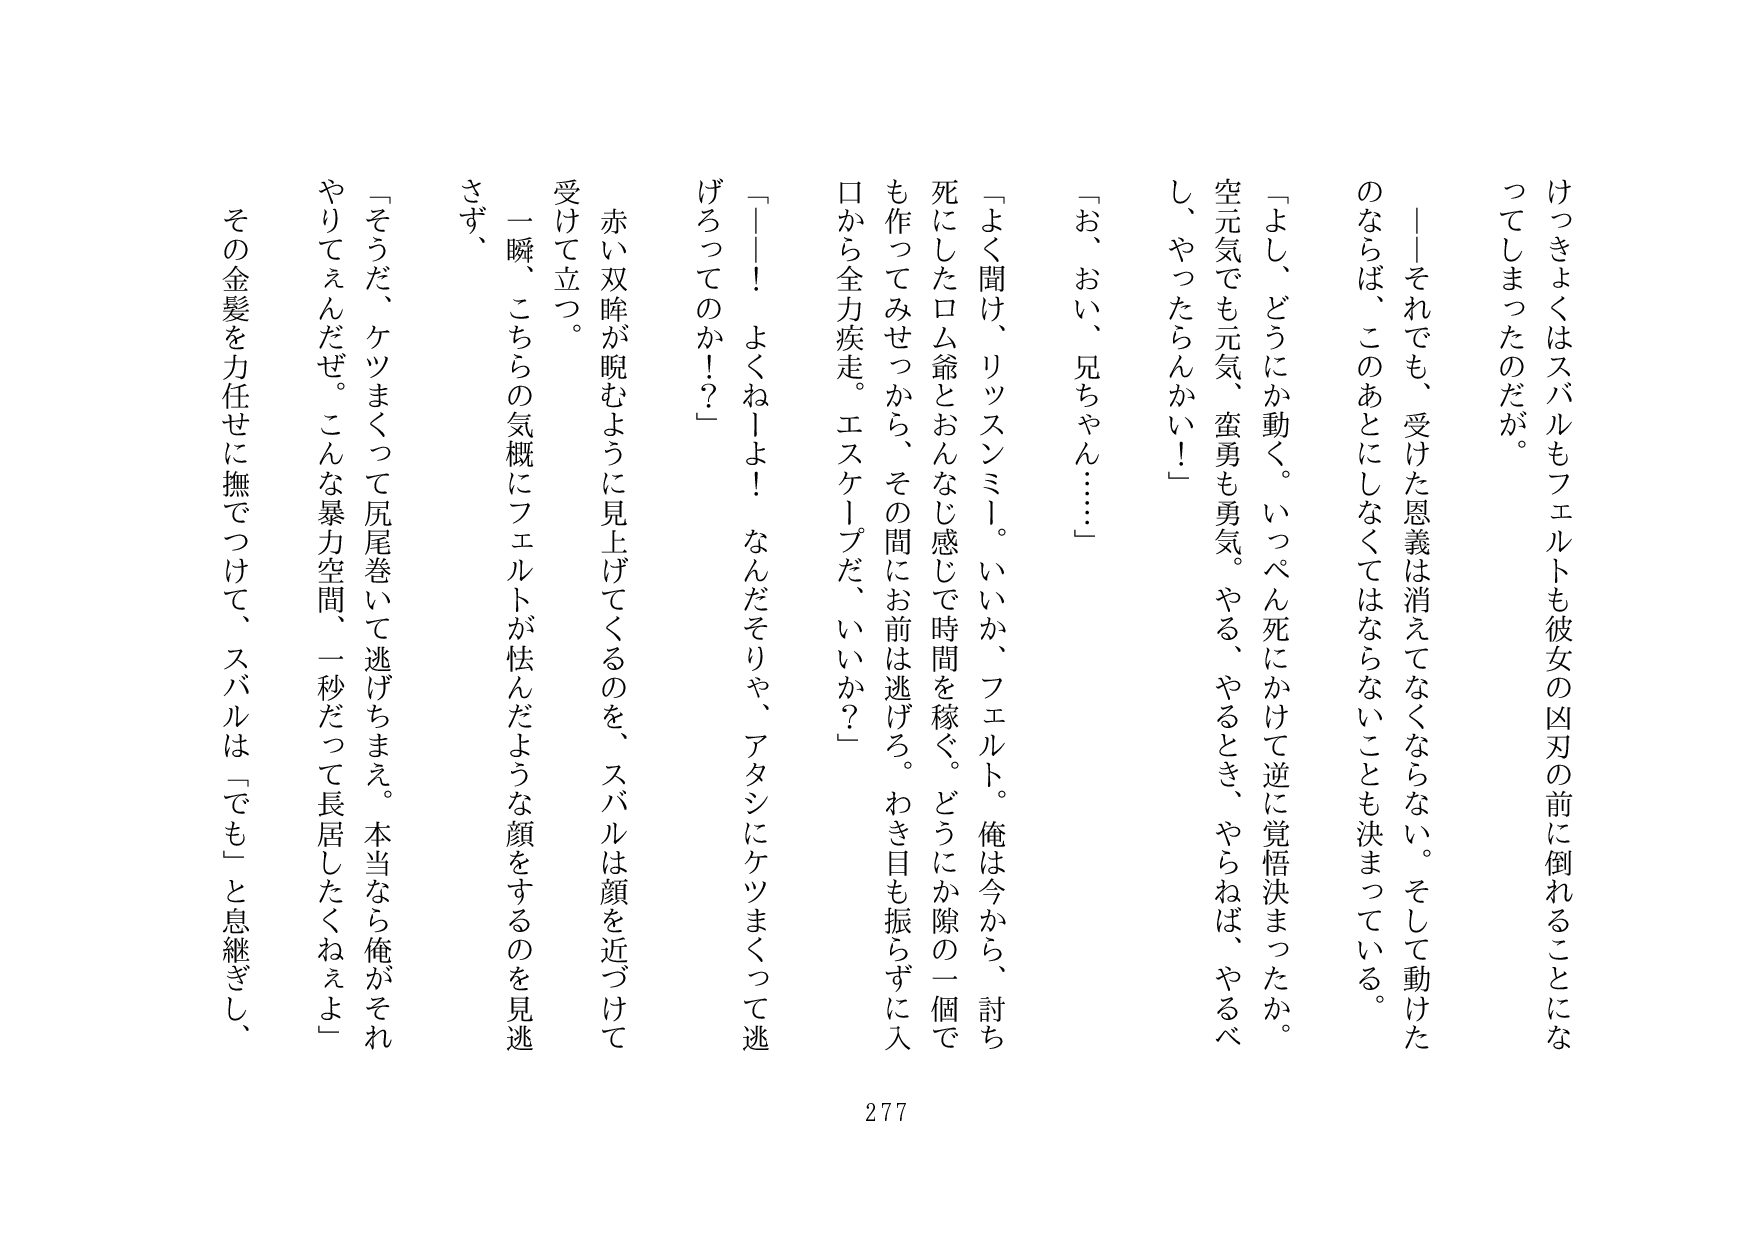 けっきょくはスバルもフェルトも彼女の凶刃の前に倒れることにな
ってしまったのだが。
――それでも、受けた恩義は消えてなくならない。そして動けた
のならば、このあとにしなくてはならないことも決まっている。
「よし、どうにか動く。いっぺん死にかけて逆に覚悟決まったか。
空元気でも元気、蛮勇も勇気。やる、やるとき、やらねば、やるべ
し、やったらんかい！」
「お、おい、兄ちゃん……」
「よく聞け、リッスンミー。いいか、フェルト。俺は今から、討ち
死にしたロム爺とおんなじ感じで時間を稼ぐ。どうにか隙の一個で
も作ってみせっから、その間にお前は逃げろ。わき目も振らずに入
口から全力疾走。エスケープだ、いいか？」
「――！　よくねーよ！　なんだそりや、アタシにケツまくって逃
げろってのか！？」
赤い双眸が睨むように見上げてくるのを、スバルは顔を近づけて
受けて立つ。
一瞬、こちらの気概にフェルトが怯んだような顔をするのを見逃
さず、
「そうだ、ケツまくって尻尾巻いて逃げちまえ。本当なら俺がそれ
やりてぇんだぜ。こんな暴力空間、一秒だって長居したくねぇよ」
その金髪を力任せに撫でつけて、スバルは「でも」と息継ぎし、
277